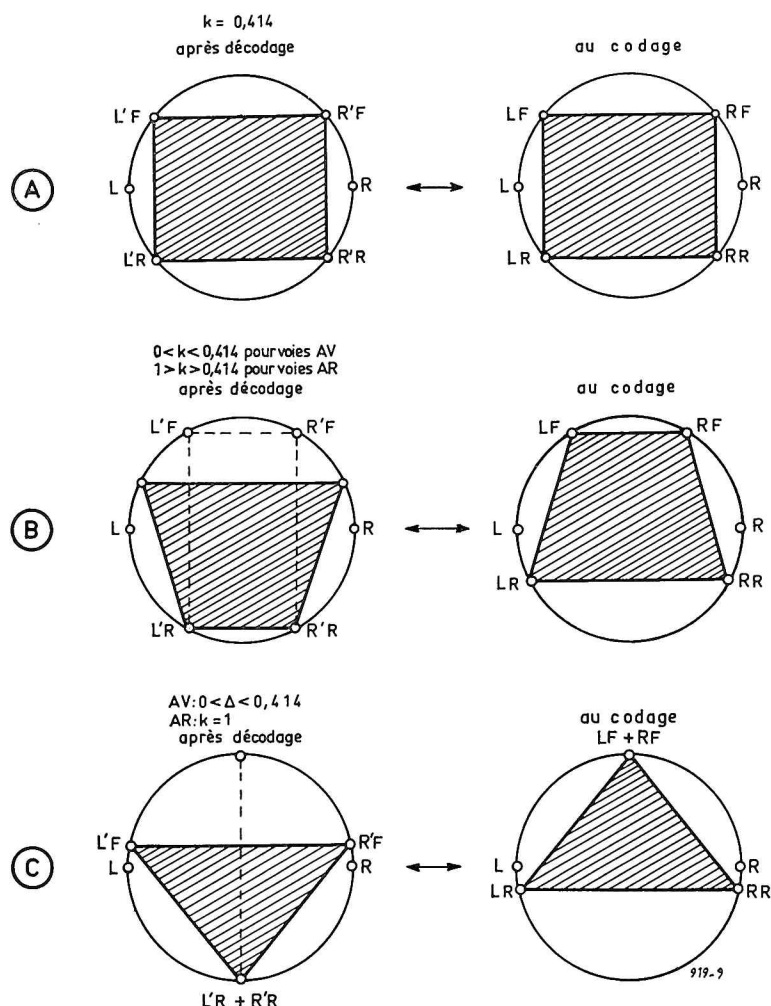 k = 0,414
après décodage
au codage
L'F
R'F
LF
RF
A
L
R
L
R
L'R
R'R
LR
RR
0<k<0,414 pour voies AV
1>k>0,414 pour voies AR
après décodage
au codage
L'F
R'F
LF
RF
B
L
R
L
R
LR
RR
L'R
R'R
AV:0<Δ<0,414
AR:k=1
après décodage
au codage
LF+RF
L'F
R'F
C
L
R
L
R
LR
RR
L'R + R'R
919-9